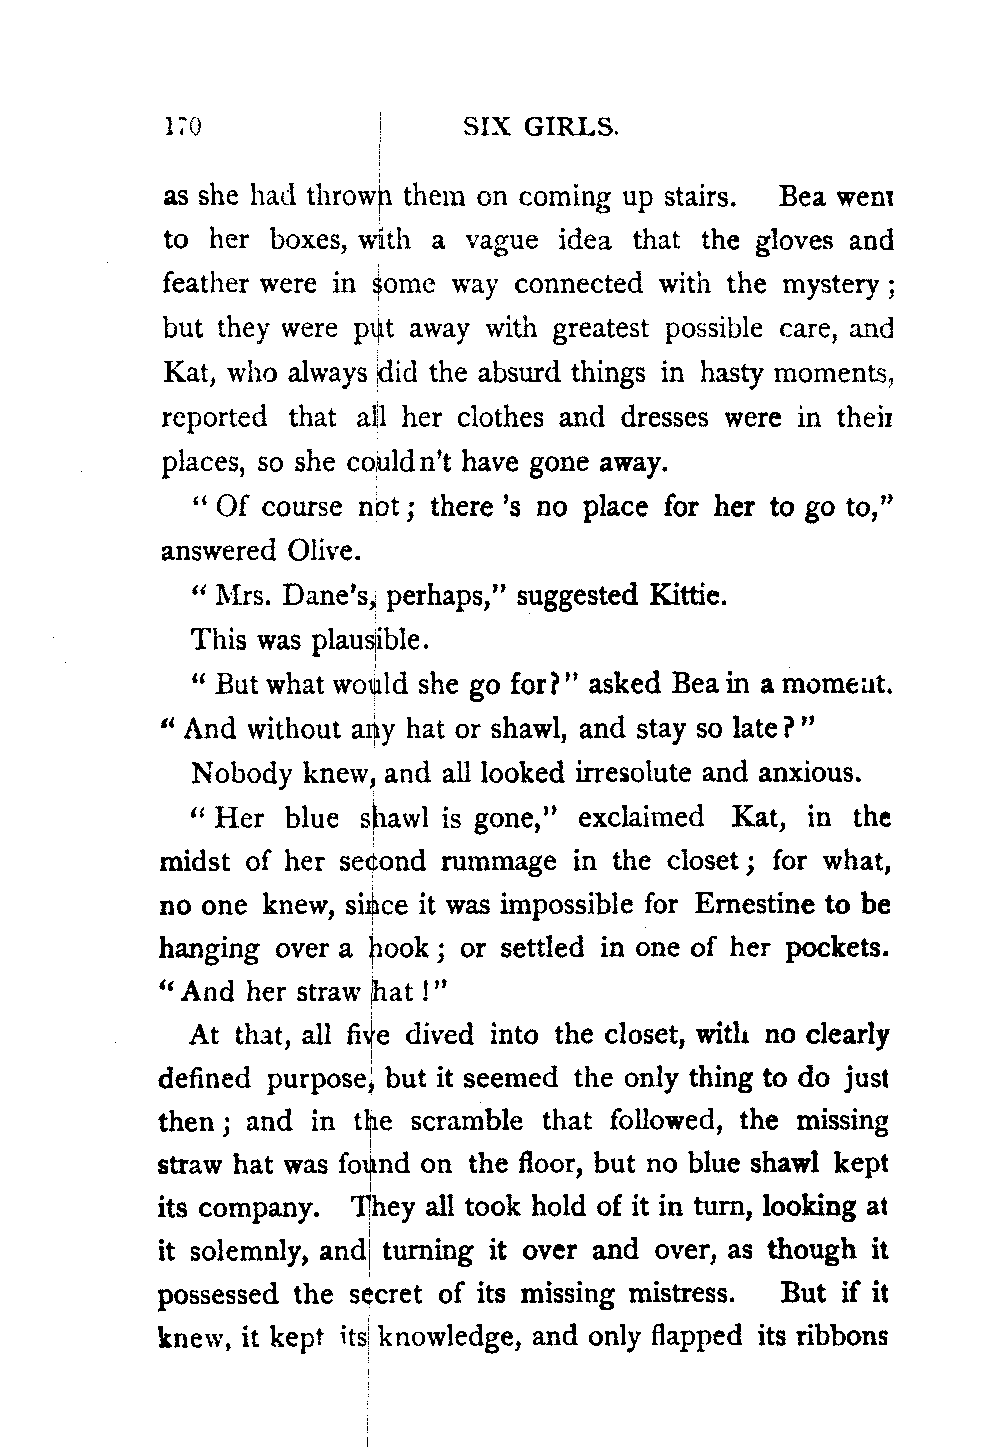 170 SIX GIRLS.
as she had thrown them on coming up stairs. Bea went
to her boxes, with a vague idea that the gloves and
feather were in some way connected with the mystery;
but they were put away with greatest possible care, and
Kat, who always did the absurd things in hasty moments,
reported that all her clothes and dresses were in their
places, so she couldn't have gone away.
"Of course not; there 's no place for her to go to,"
answered Olive.
"Mrs. Dane's, perhaps," suggested Kittie.
This was plausible.
"But what would she go for?" asked Bea in a moment.
"And without any hat or shawl, and stay so late?"
Nobody knew, and all looked irresolute and anxious.
"Her blue shawl is gone," exclaimed Kat, in the
midst of her second rummage in the closet; for what,
no one knew, since it was impossible for Ernestine to be
hanging over a hook; or settled in one of her pockets.
"And her straw hat!"
At that, all five dived into the closet, with no clearly
defined purpose, but it seemed the only thing to do just
then; and in the scramble that followed, the missing
straw hat was found on the floor, but no blue shawl kept
its company. They all took hold of it in turn, looking at
it solemnly, and turning it over and over, as though it
possessed the secret of its missing mistress. But if it
knew, it kept its knowledge, and only flapped its ribbons